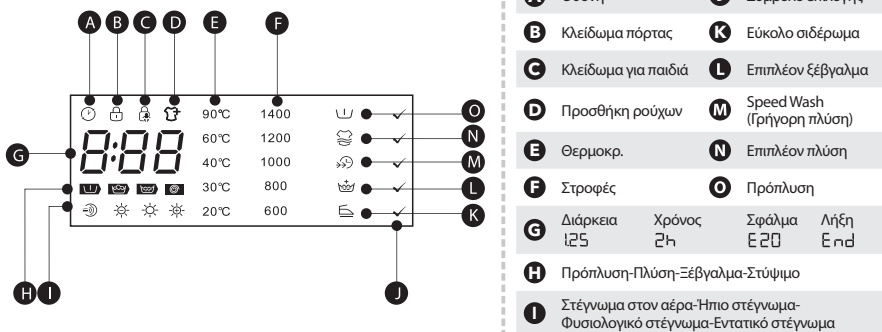 A B C D E F
90℃ 1400 O
8:88 60℃ 1200 N
G 40℃ 1000 M
H 30℃ 800 L
I 20℃ 600 K
H I J
B Κλείδωμα πόρτας K Εύκολο σιδέρωμα
C Κλείδωμα για παιδιά L Επιπλέον ξέβγαλμα
D Προσθήκη ρούχων M Speed Wash
(Γρήγορη πλύση)
E Θερμοκρ. N Επιπλέον πλύση
F Στροφές O Πρόπλυση
G Διάρκεια Χρόνος Σφάλμα Λήξη
1.25 2h E20 End
H Πρόπλυση-Πλύση-Ξέβγαλμα-Στύψιμο
I Στέγνωμα στον αέρα-Ήπιο στέγνωμα-
Φυσιολογικό στέγνωμα-Εντατικό στέγνωμα